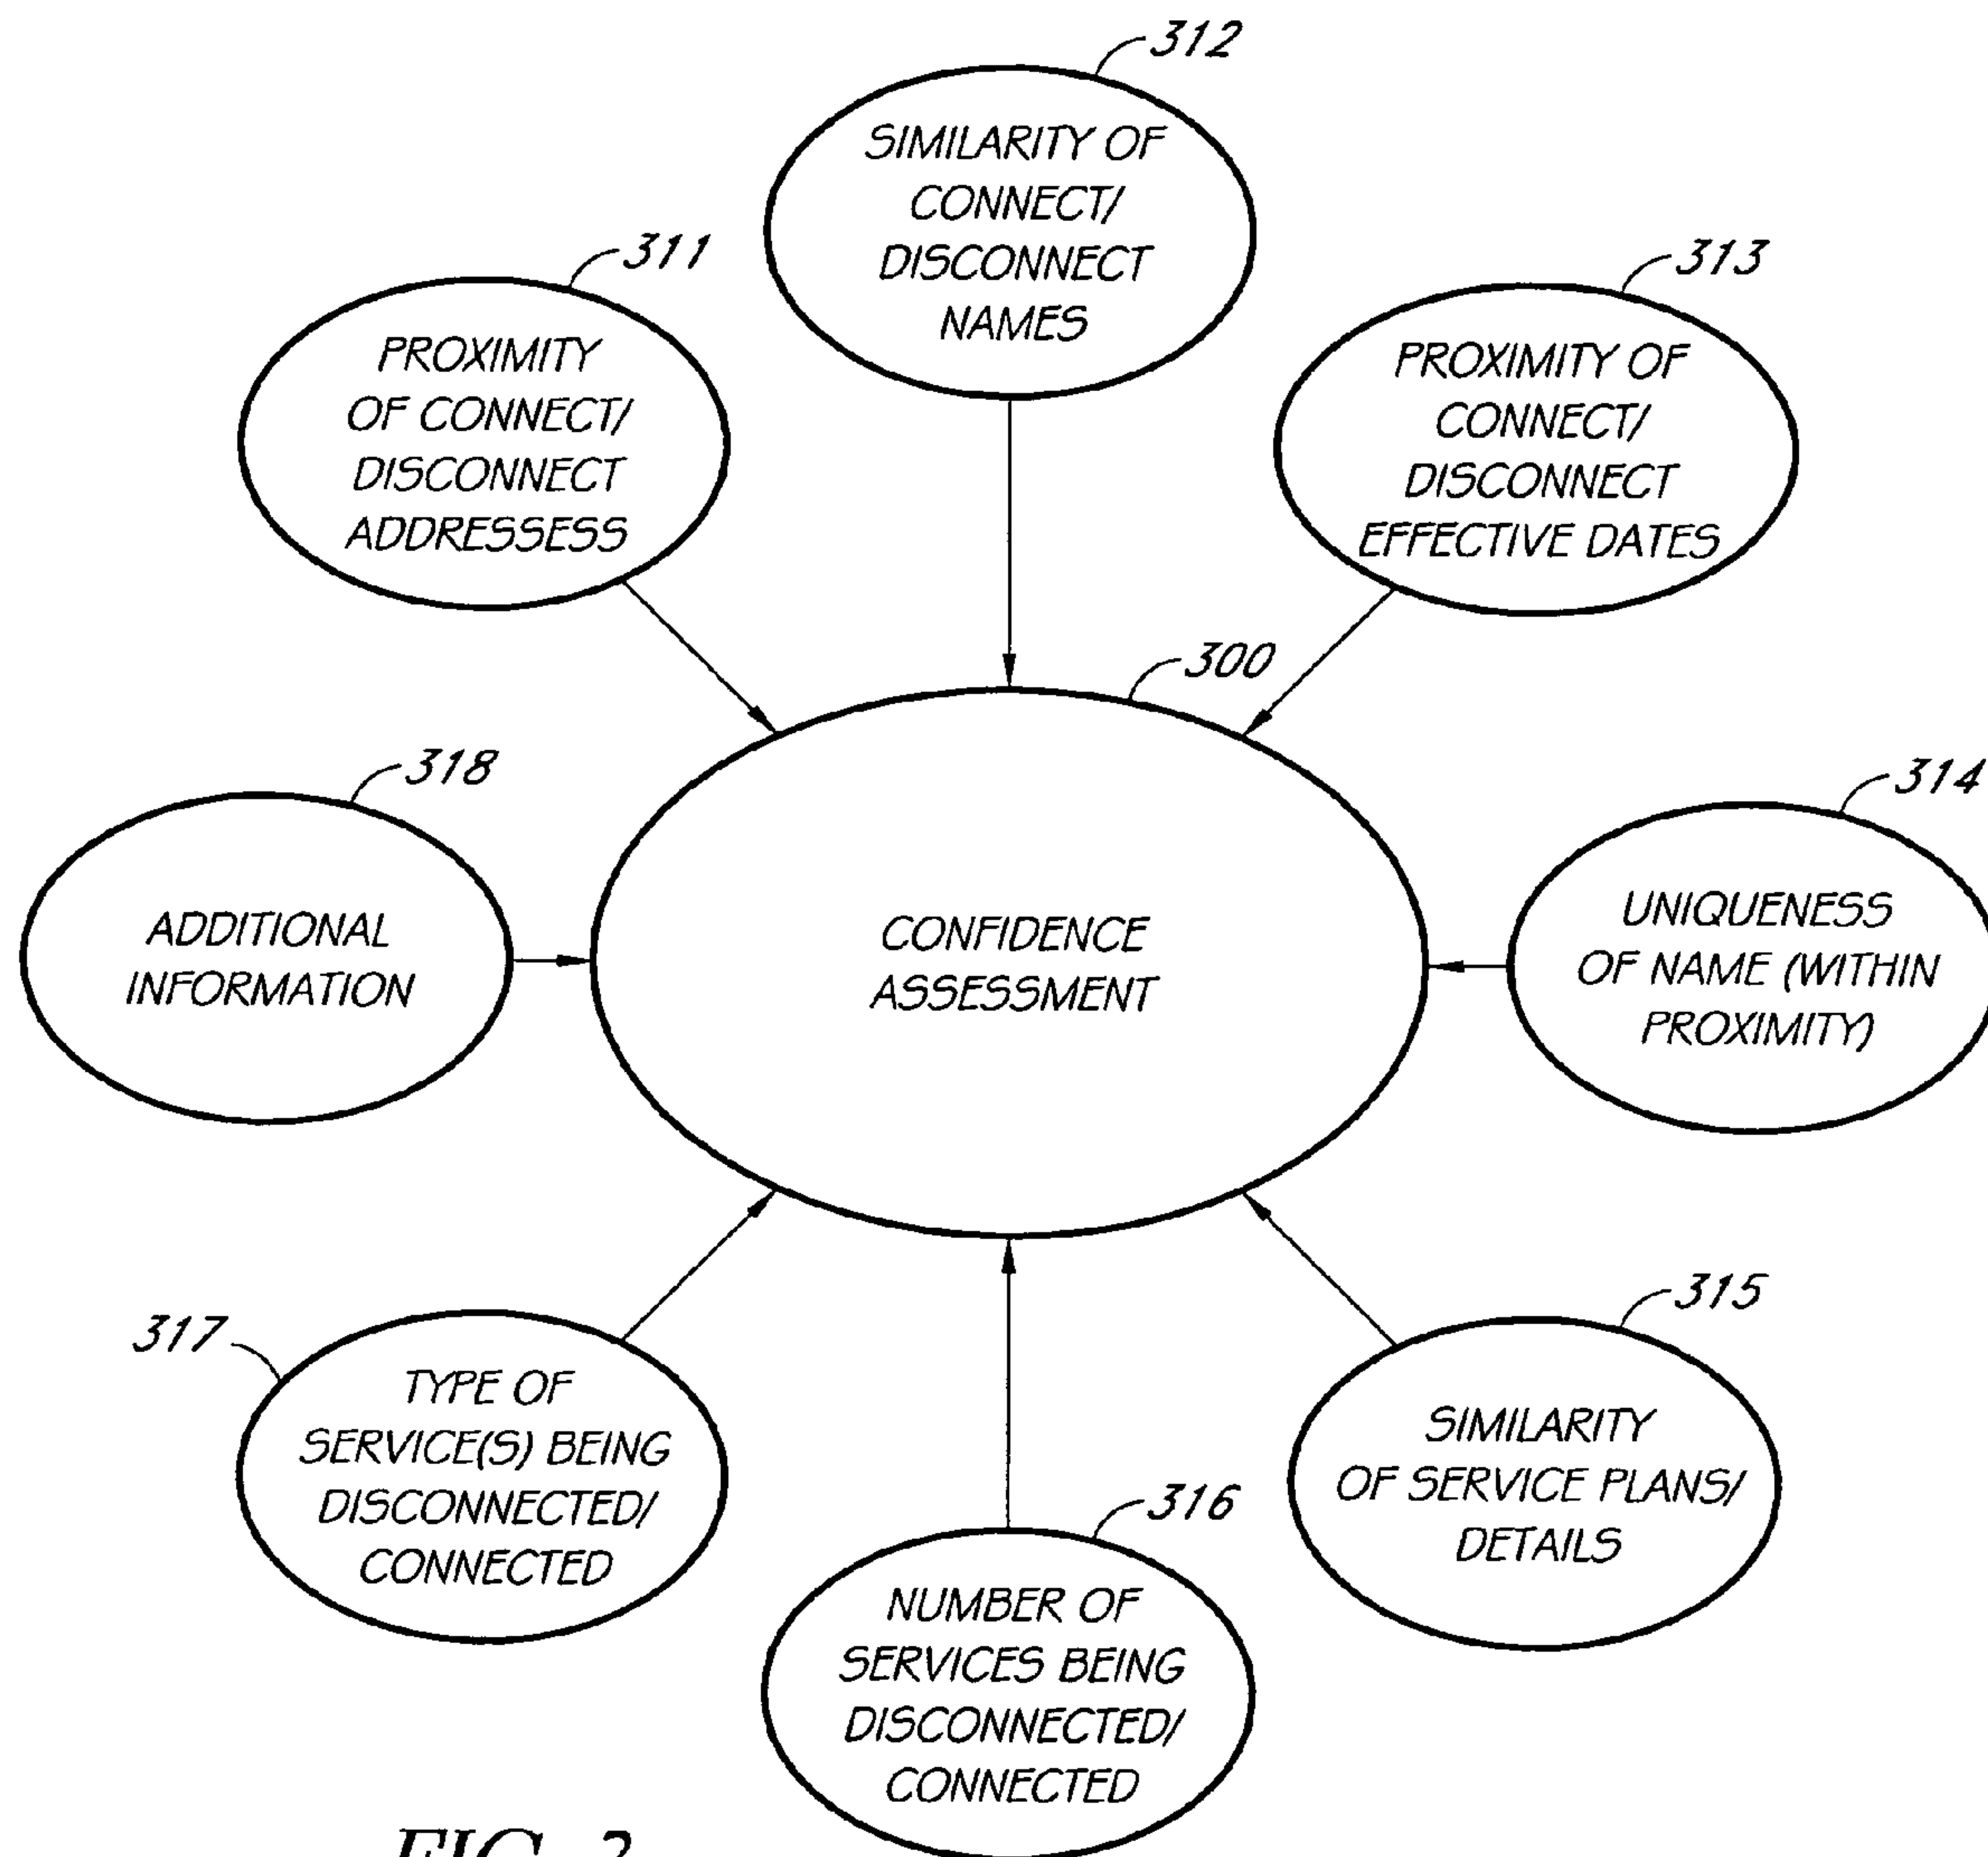 312
SIMILARITY OF
CONNECT/
DISCONNECT
NAMES
311
PROXIMITY
OF CONNECT/
DISCONNECT
ADDRESSESS
313
PROXIMITY OF
CONNECT/
DISCONNECT
EFFECTIVE DATES
300
CONFIDENCE
ASSESSMENT
318
ADDITIONAL
INFORMATION
314
UNIQUENESS
OF NAME (WITHIN
PROXIMITY)
317
TYPE OF
SERVICE(S) BEING
DISCONNECTED/
CONNECTED
316
NUMBER OF
SERVICES BEING
DISCONNECTED/
CONNECTED
315
SIMILARITY
OF SERVICE PLANS/
DETAILS
FIG.